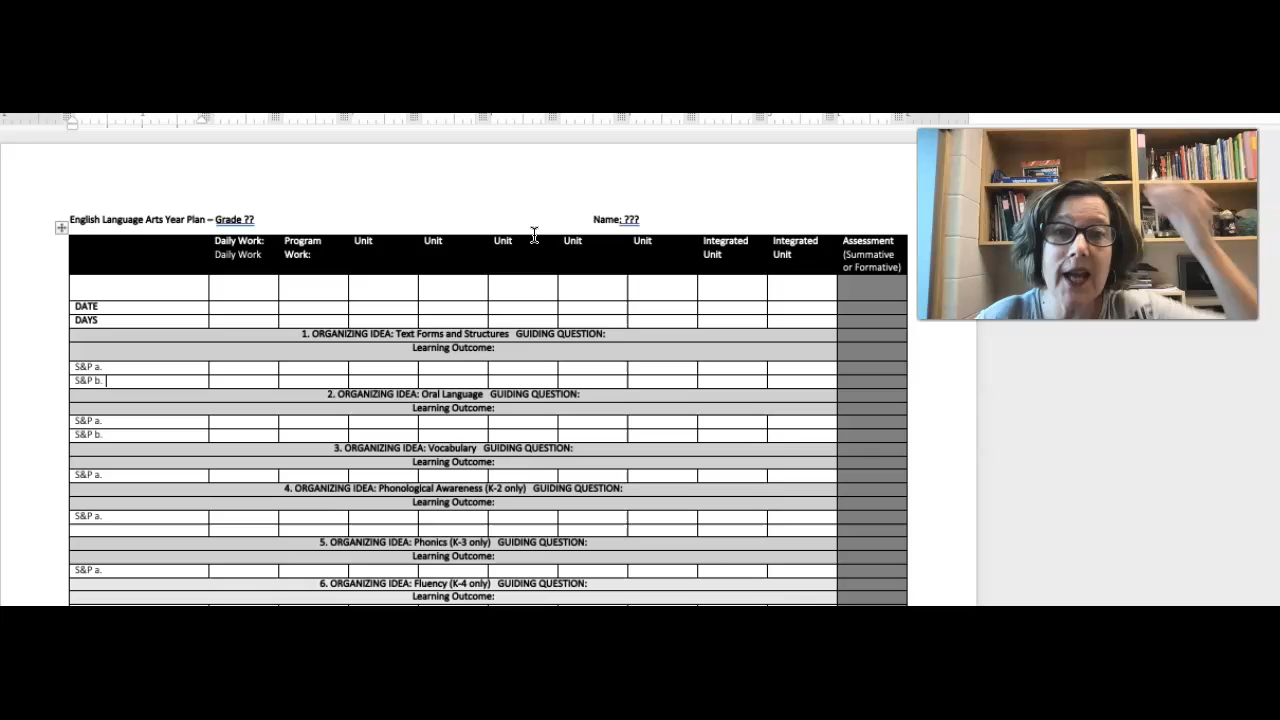 English Language Arts Year Plan – Grade ?? Name: ???
Daily Work: Program Unit Unit Unit Unit Unit Integrated Integrated Assessment
Daily Work Work: Unit Unit (Summative
or Formative)
DATE
DAYS
1. ORGANIZING IDEA: Text Forms and Structures GUIDING QUESTION:
Learning Outcome:
S&P a.
S&P b.
2. ORGANIZING IDEA: Oral Language GUIDING QUESTION:
Learning Outcome:
S&P a.
S&P b.
3. ORGANIZING IDEA: Vocabulary GUIDING QUESTION:
Learning Outcome:
S&P a.
4. ORGANIZING IDEA: Phonological Awareness (K-2 only) GUIDING QUESTION:
Learning Outcome:
S&P a.
5. ORGANIZING IDEA: Phonics (K-3 only) GUIDING QUESTION:
Learning Outcome:
S&P a.
6. ORGANIZING IDEA: Fluency (K-4 only) GUIDING QUESTION:
Learning Outcome: